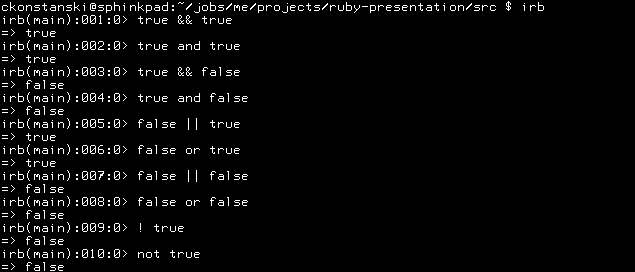 ckonstanski@sphinkpad:~/jobs/me/projects/ruby-presentation/src $ irb
irb(main):001:0> true && true
=> true
irb(main):002:0> true and true
=> true
irb(main):003:0> true && false
=> false
irb(main):004:0> true and false
=> false
irb(main):005:0> false || true
=> true
irb(main):006:0> false or true
=> true
irb(main):007:0> false || false
=> false
irb(main):008:0> false or false
=> false
irb(main):009:0> ! true
=> false
irb(main):010:0> not true
=> false